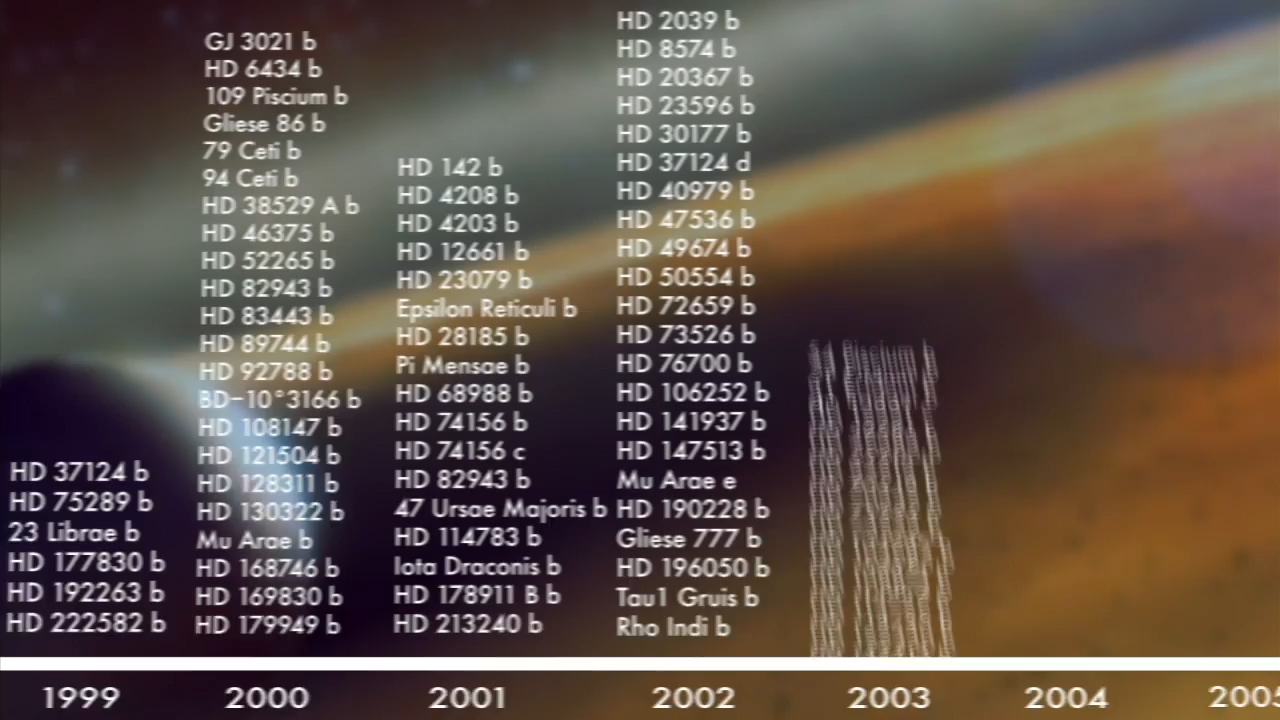 HD 37124 b
HD 75289 b
23 Librae b
HD 177830 b
HD 192263 b
HD 222582 b
GJ 3021 b
HD 6434 b
109 Piscium b
Gliese 86 b
79 Ceti b
94 Ceti b
HD 38529 A b
HD 46375 b
HD 52265 b
HD 82943 b
HD 83443 b
HD 89744 b
HD 92788 b
BD−10°3166 b
HD 108147 b
HD 121504 b
HD 128311 b
HD 130322 b
Mu Arae b
HD 168746 b
HD 169830 b
HD 179949 b
HD 142 b
HD 4208 b
HD 4203 b
HD 12661 b
HD 23079 b
Epsilon Reticuli b
HD 28185 b
Pi Mensae b
HD 68988 b
HD 74156 b
HD 74156 c
HD 82943 b
47 Ursae Majoris b
HD 114783 b
Iota Draconis b
HD 178911 B b
HD 213240 b
HD 2039 b
HD 8574 b
HD 20367 b
HD 23596 b
HD 30177 b
HD 37124 d
HD 40979 b
HD 47536 b
HD 49674 b
HD 50554 b
HD 72659 b
HD 73526 b
HD 76700 b
HD 106252 b
HD 141937 b
HD 147513 b
Mu Arae e
HD 190228 b
Gliese 777 b
HD 196050 b
Tau1 Gruis b
Rho Indi b
1999 2000 2001 2002 2003 2004